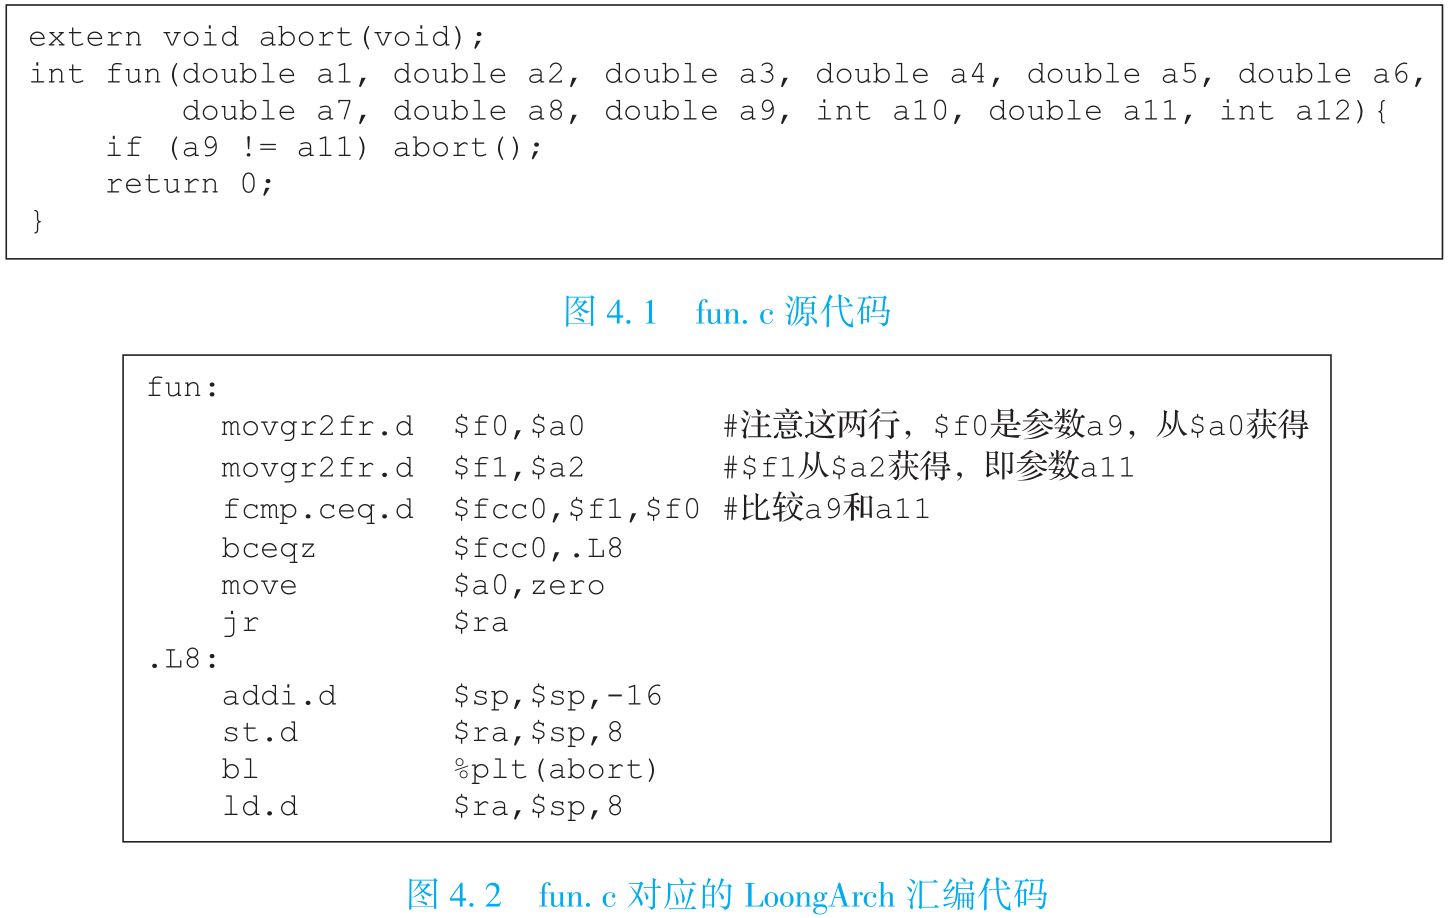 extern void abort(void);
int fun(double a1, double a2, double a3, double a4, double a5, double a6,
        double a7, double a8, double a9, int a10, double a11, int a12){
    if (a9 != a11) abort();
    return 0;
}
图 4.1 fun.c 源代码
fun:
    movgr2fr.d  $f0,$a0       #注意这两行，$f0是参数a9，从$a0获得
    movgr2fr.d  $f1,$a2       #$f1从$a2获得，即参数a11
    fcmp.ceq.d  $fcc0,$f1,$f0 #比较a9和a11
    bceqz       $fcc0,.L8
    move        $a0,zero
    jr          $ra
.L8:
    addi.d      $sp,$sp,-16
    st.d        $ra,$sp,8
    bl          %plt(abort)
    ld.d        $ra,$sp,8
图 4.2 fun.c 对应的 LoongArch 汇编代码